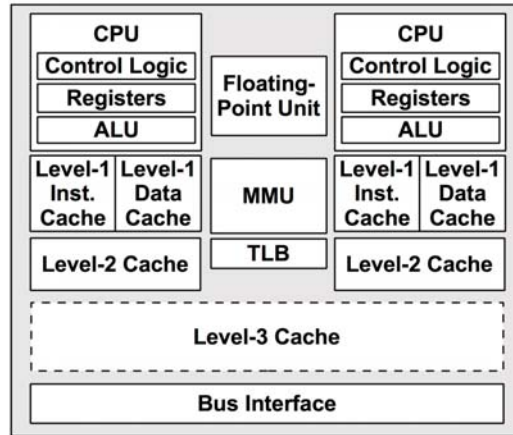 CPU
Control Logic
Registers
ALU
Level-1
Inst.
Cache
Level-1
Data
Cache
Level-2 Cache
Floating-
Point Unit
MMU
TLB
CPU
Control Logic
Registers
ALU
Level-1
Inst.
Cache
Level-1
Data
Cache
Level-2 Cache
Level-3 Cache
Bus Interface